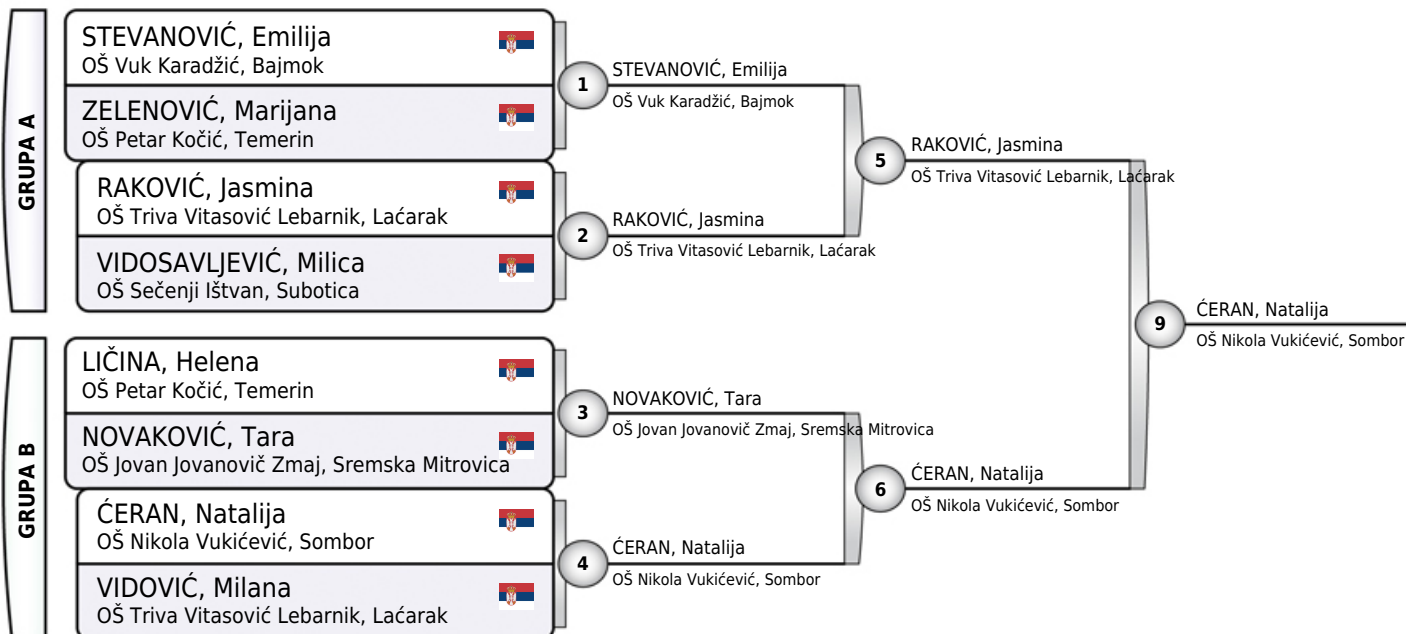 GRUPA A
STEVANOVIĆ, Emilija
OŠ Vuk Karadžić, Bajmok
ZELENOVIĆ, Marijana
OŠ Petar Kočić, Temerin
RAKOVIĆ, Jasmina
OŠ Triva Vitasović Lebarnik, Laćarak
VIDOSAVLJEVIĆ, Milica
OŠ Sečenji Ištvan, Subotica
GRUPA B
LIČINA, Helena
OŠ Petar Kočić, Temerin
NOVAKOVIĆ, Tara
OŠ Jovan Jovanovič Zmaj, Sremska Mitrovica
ĆERAN, Natalija
OŠ Nikola Vukićević, Sombor
VIDOVIĆ, Milana
OŠ Triva Vitasović Lebarnik, Laćarak
1
STEVANOVIĆ, Emilija
OŠ Vuk Karadžić, Bajmok
2
RAKOVIĆ, Jasmina
OŠ Triva Vitasović Lebarnik, Laćarak
3
NOVAKOVIĆ, Tara
OŠ Jovan Jovanovič Zmaj, Sremska Mitrovica
4
ĆERAN, Natalija
OŠ Nikola Vukićević, Sombor
5
RAKOVIĆ, Jasmina
OŠ Triva Vitasović Lebarnik, Laćarak
6
ĆERAN, Natalija
OŠ Nikola Vukićević, Sombor
9
ĆERAN, Natalija
OŠ Nikola Vukićević, Sombor